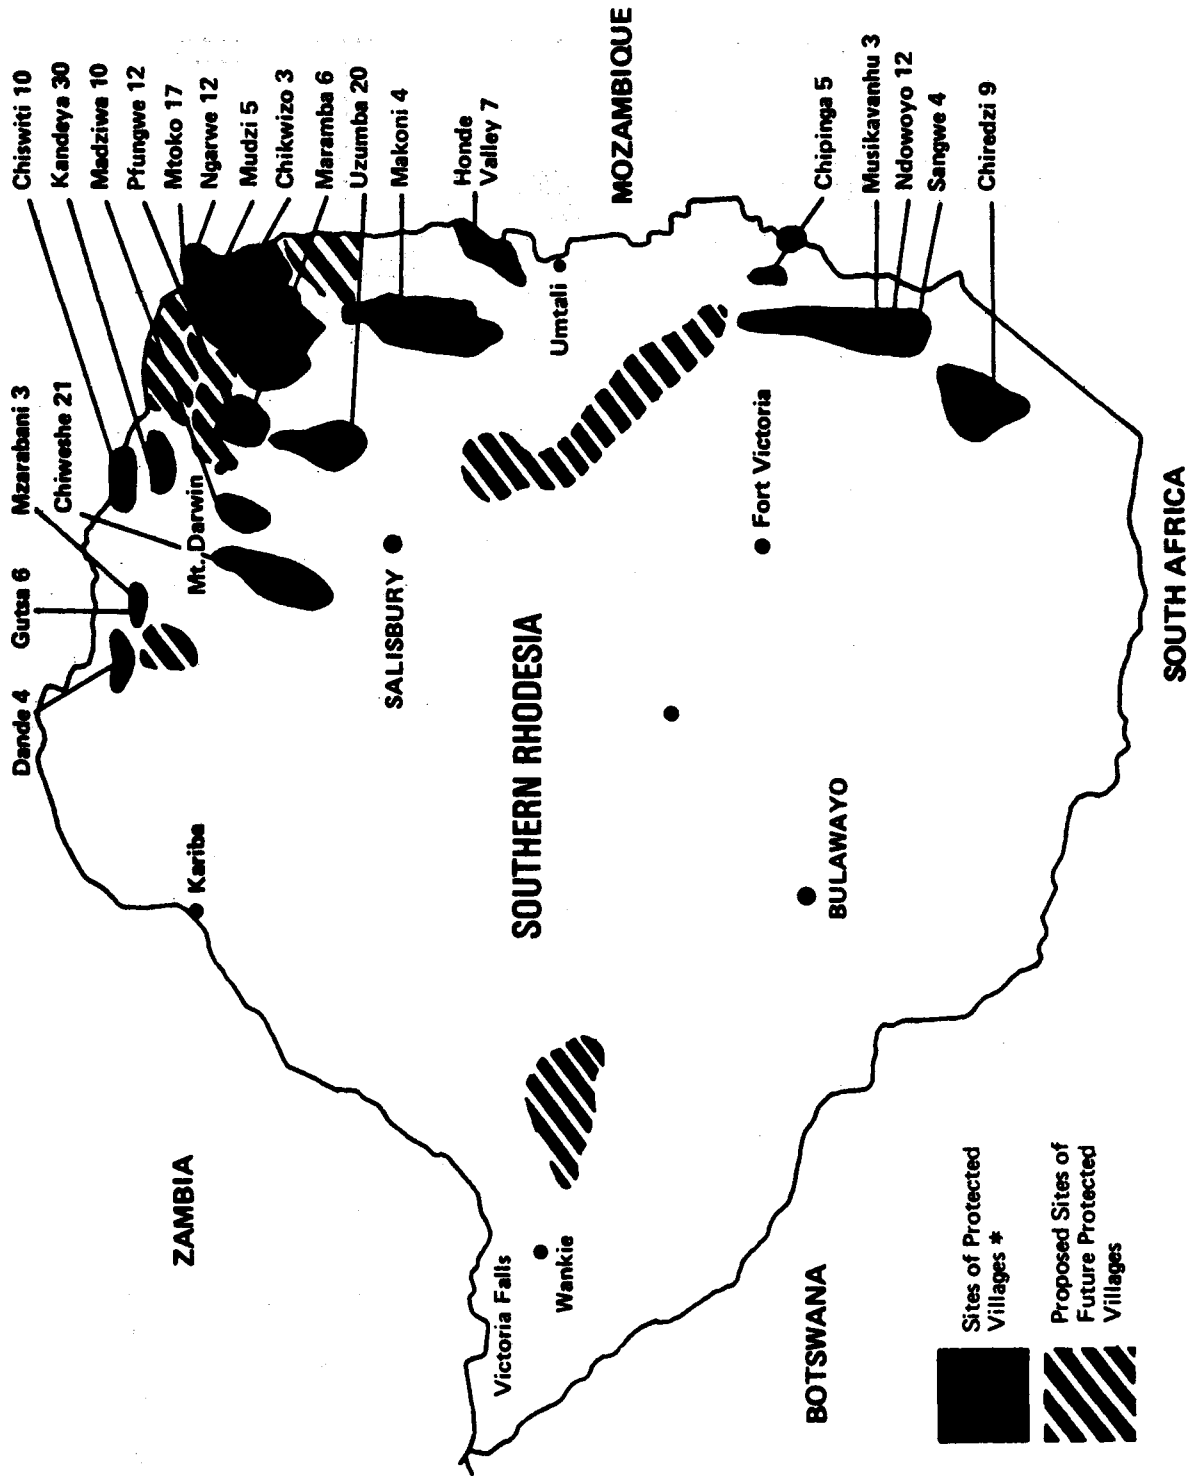 Dande 4
Gutsa 6
Mzarabani 3
Chiweshe 21
Chiswiti 10
Kandeya 30
Madziwa 10
Pfungwe 12
Mtoko 17
Ngarwe 12
Mudzi 5
Chikwizo 3
Maramba 6
Uzumba 20
Makoni 4
Honde
Valley 7
MOZAMBIQUE
Chipinga 5
Musikavanhu 3
Ndowoyo 12
Sangwe 4
Chiredzi 9
ZAMBIA
Kariba
Mt. Darwin
SALISBURY
Umtali
SOUTHERN RHODESIA
Victoria Falls
Wankie
Fort Victoria
BULAWAYO
BOTSWANA
SOUTH AFRICA
Sites of Protected
Villages *
Proposed Sites of
Future Protected
Villages